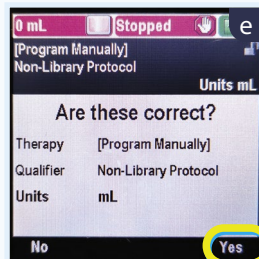 e
0 mL Stopped
[Program Manually]
Non-Library Protocol
Units mL
Are these correct?
Therapy [Program Manually]
Qualifier Non-Library Protocol
Units mL
No Yes